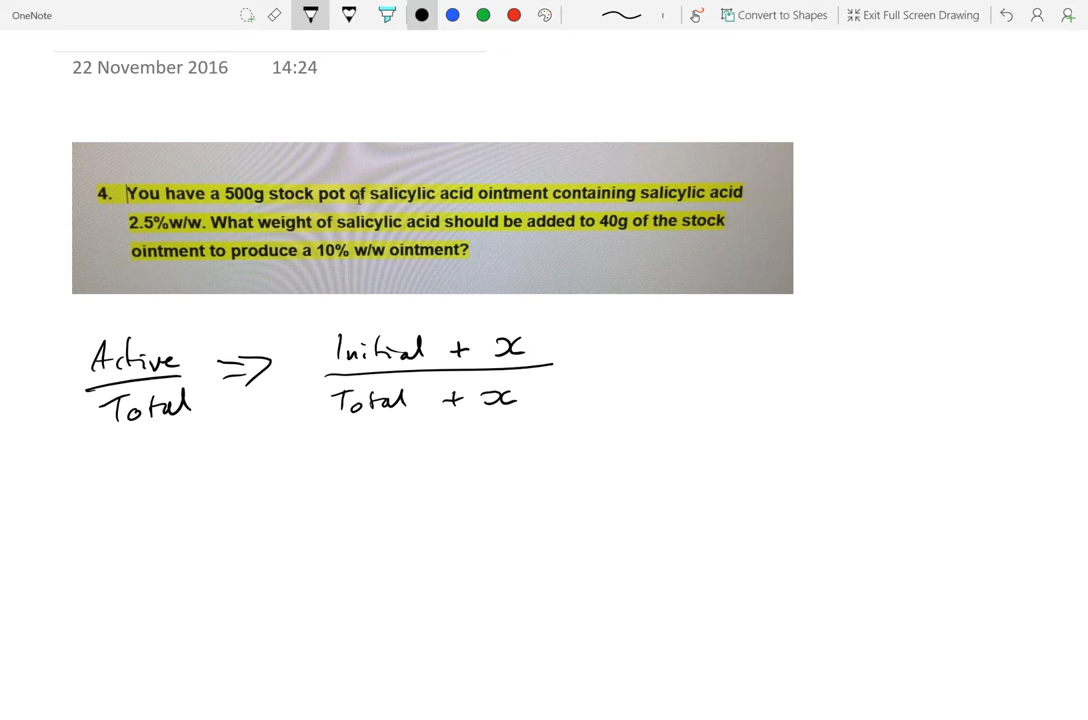 OneNote
Convert to Shapes
Exit Full Screen Drawing
22 November 2016 14:24
4. You have a 500g stock pot of salicylic acid ointment containing salicylic acid
2.5%w/w. What weight of salicylic acid should be added to 40g of the stock
ointment to produce a 10% w/w ointment?
Active
Total
⇒
Initial + x
Total + x